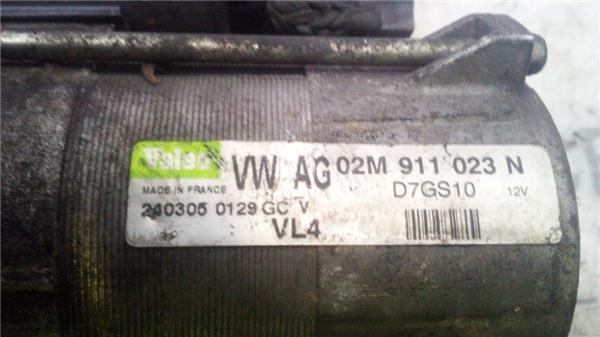 Valeo VW AG 02M 911 023 N
MADE IN FRANCE D7GS10 12V
240305 0129 GC V
VL4